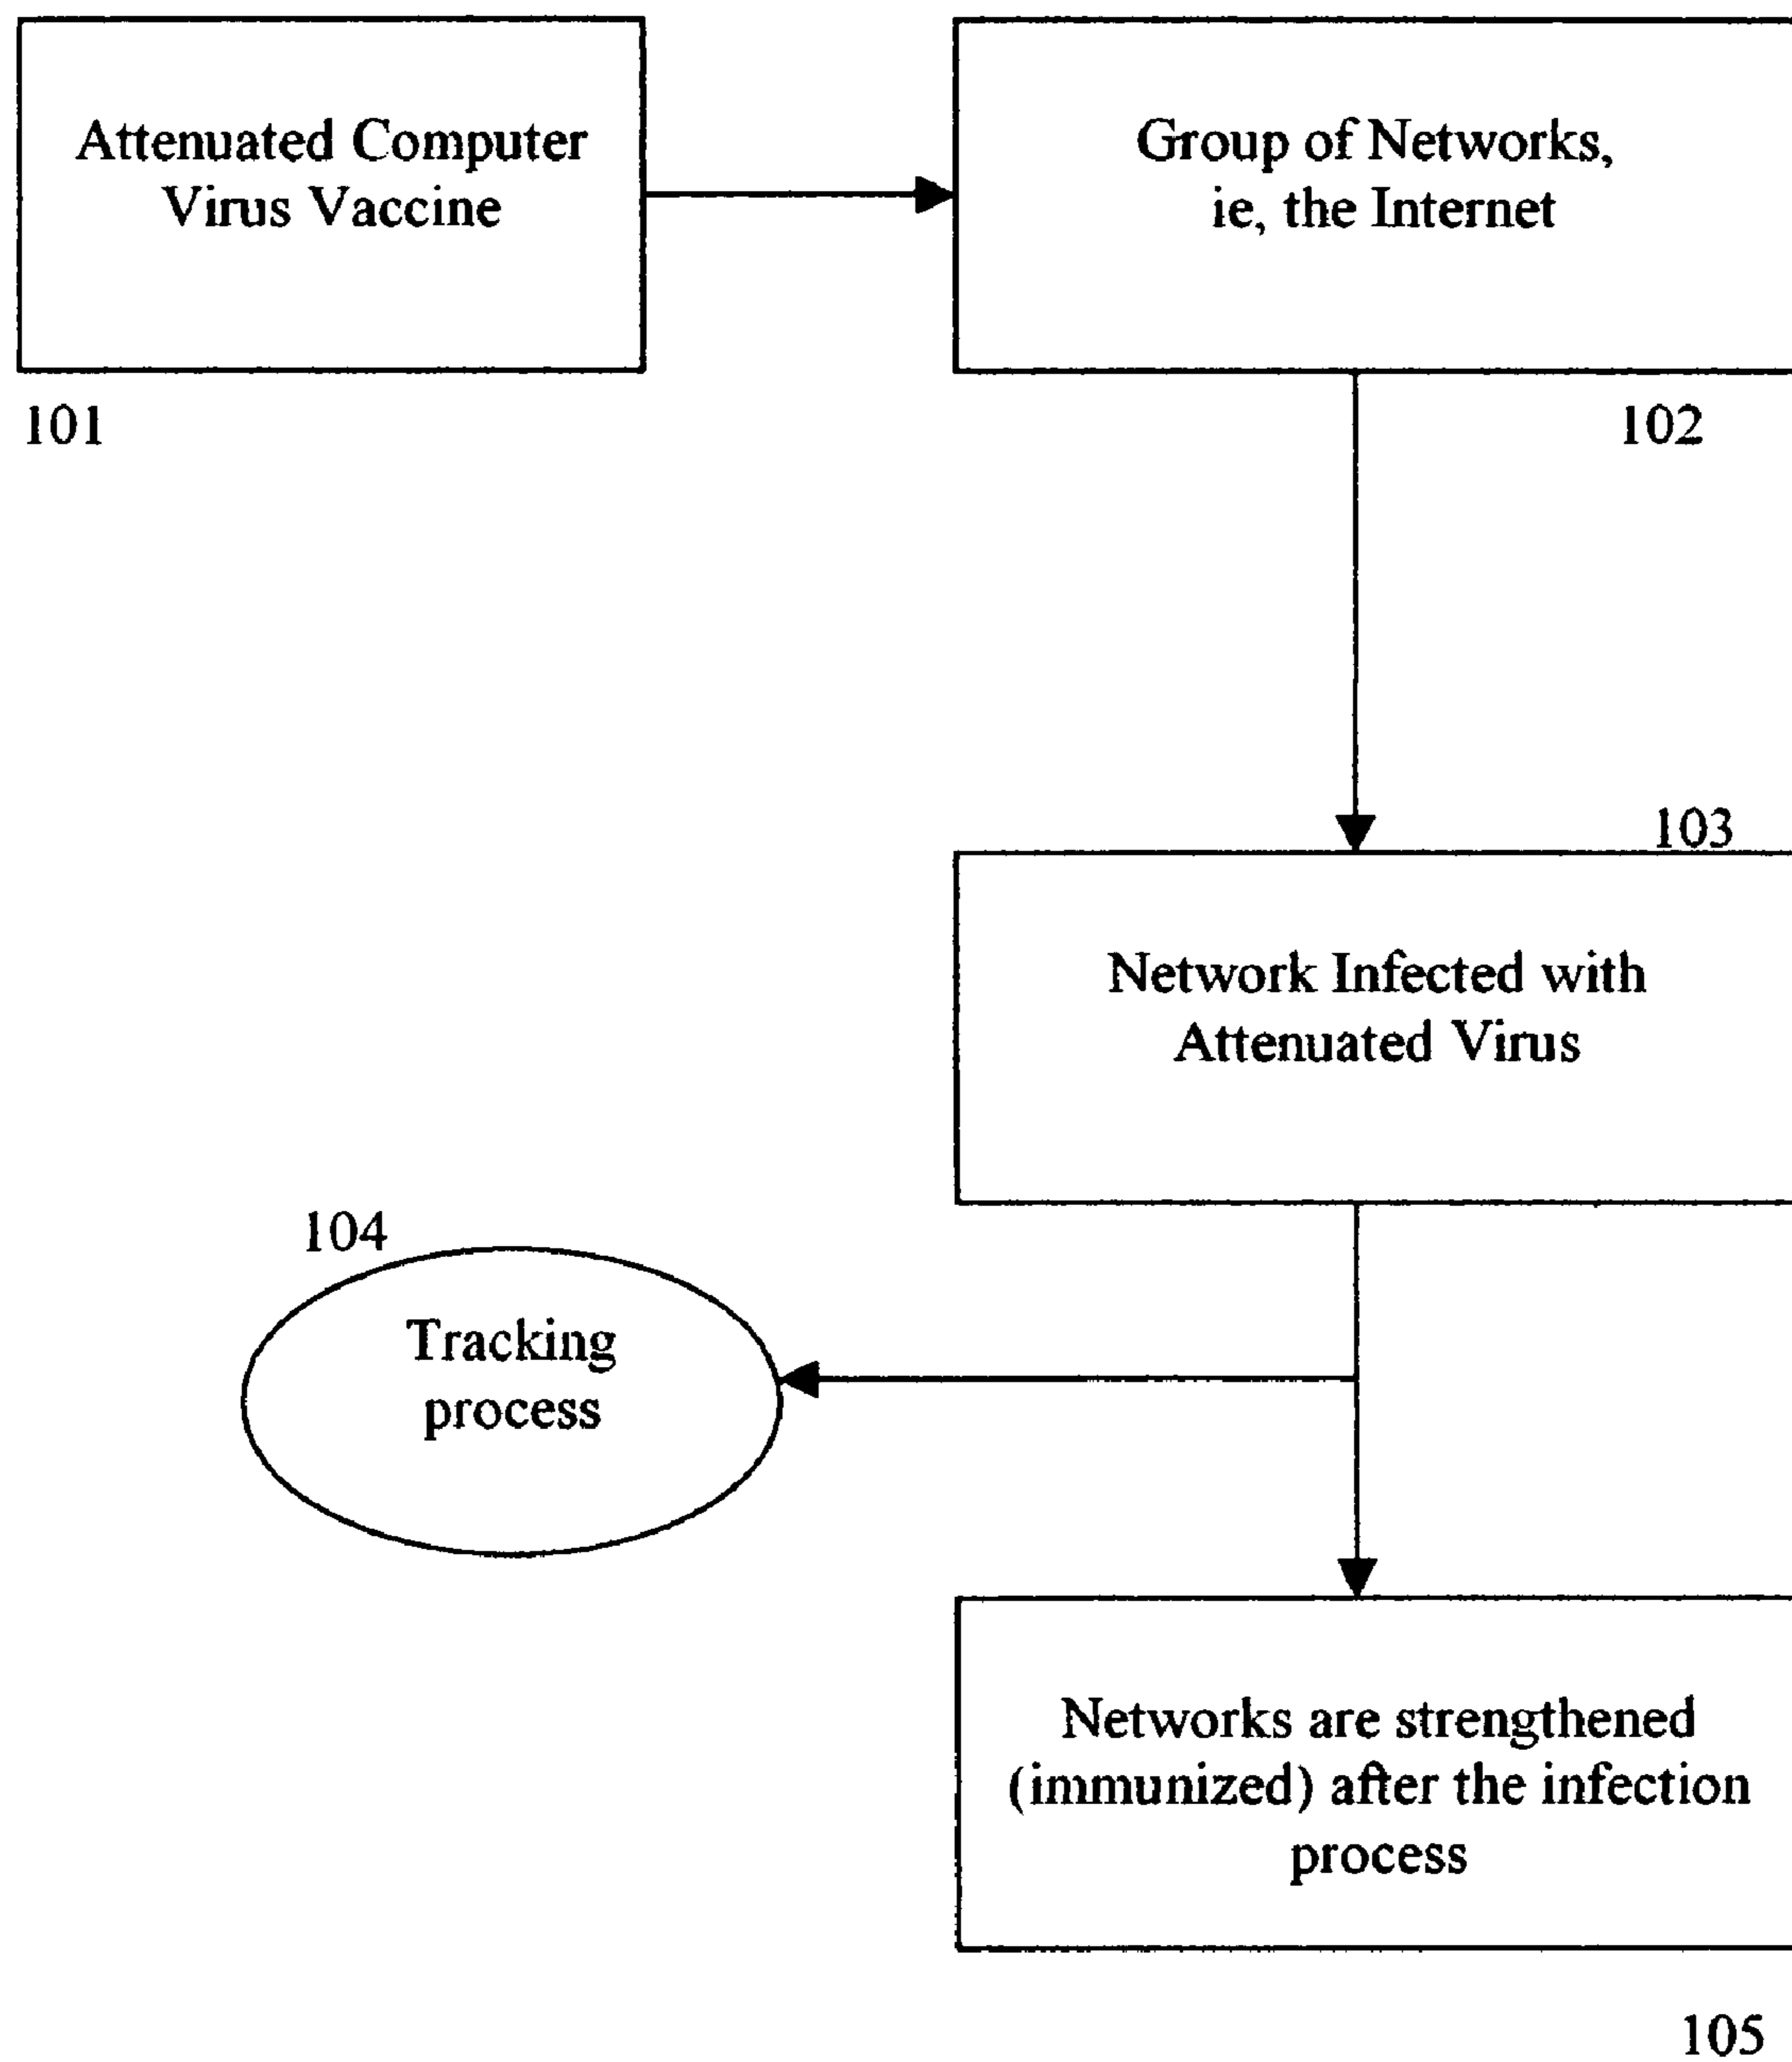 Attenuated Computer
Virus Vaccine
101
Group of Networks,
ie, the Internet
102
103
Network Infected with
Attenuated Virus
104
Tracking
process
Networks are strengthened
(immunized) after the infection
process
105